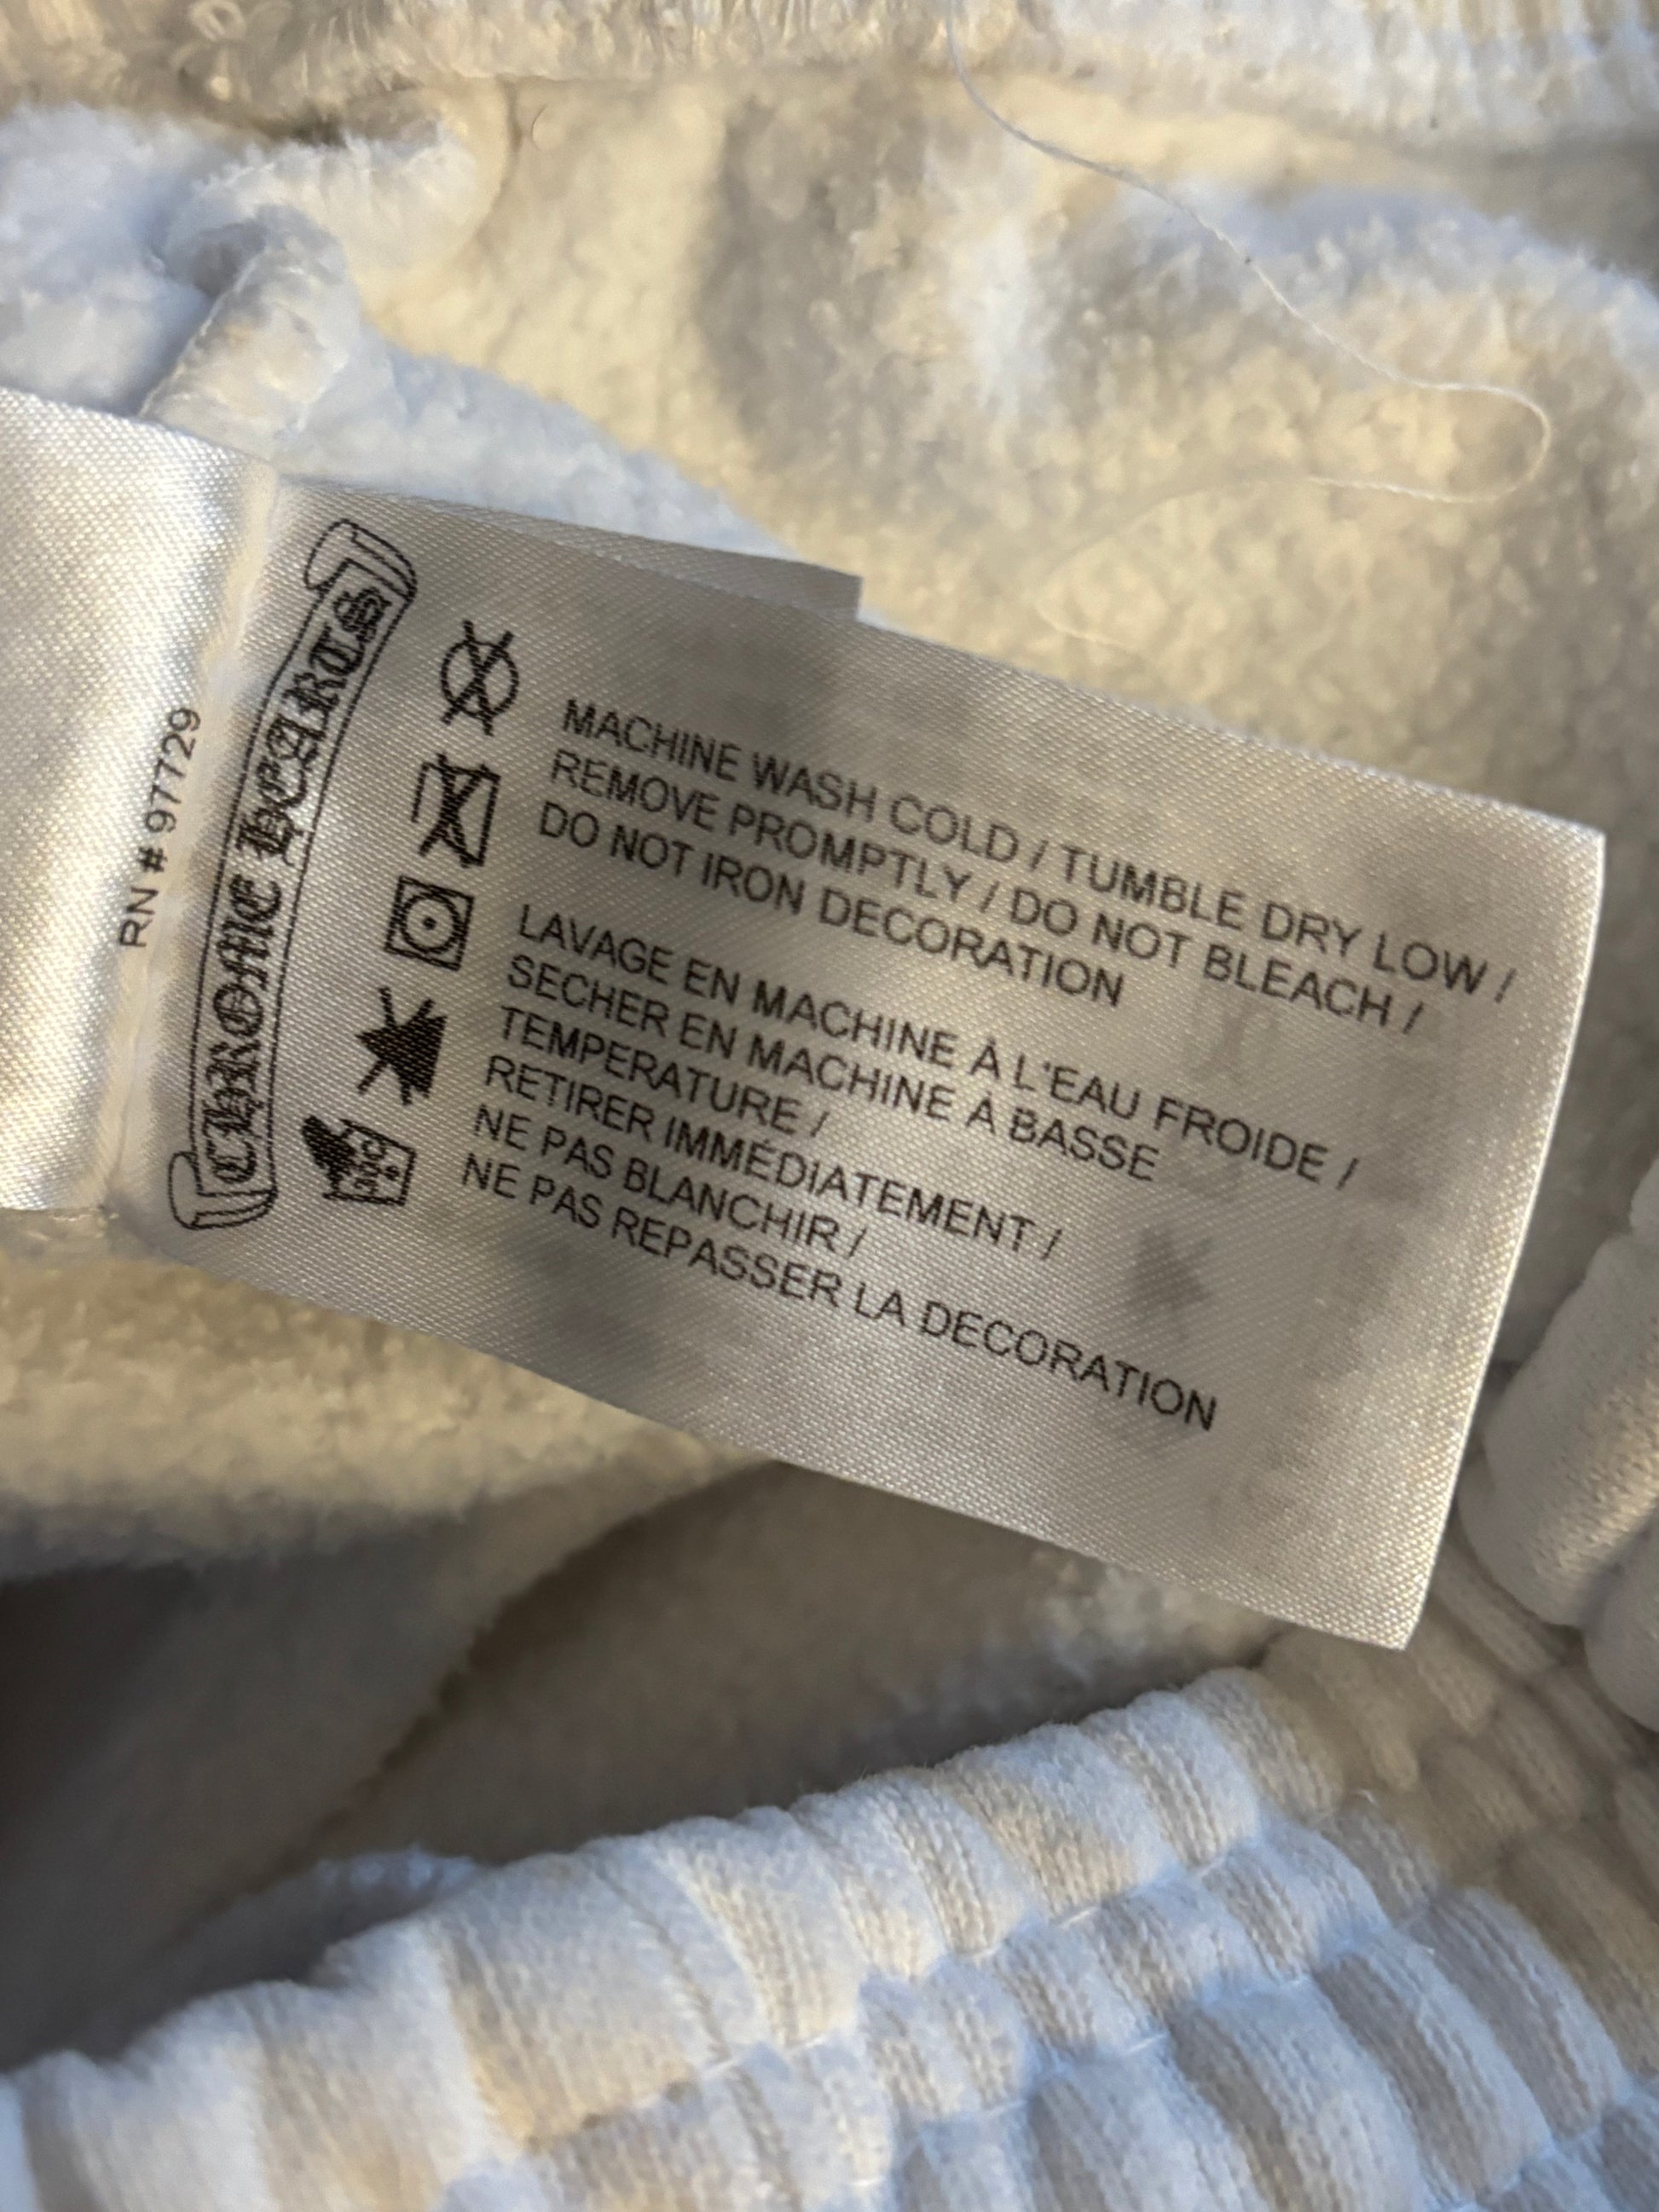 RN # 97729
CHROME HEARTS
MACHINE WASH COLD / TUMBLE DRY LOW /
REMOVE PROMPTLY / DO NOT BLEACH /
DO NOT IRON DECORATION
LAVAGE EN MACHINE À L'EAU FROIDE /
SECHER EN MACHINE A BASSE
TEMPERATURE /
RETIRER IMMÉDIATEMENT /
NE PAS BLANCHIR /
NE PAS REPASSER LA DECORATION